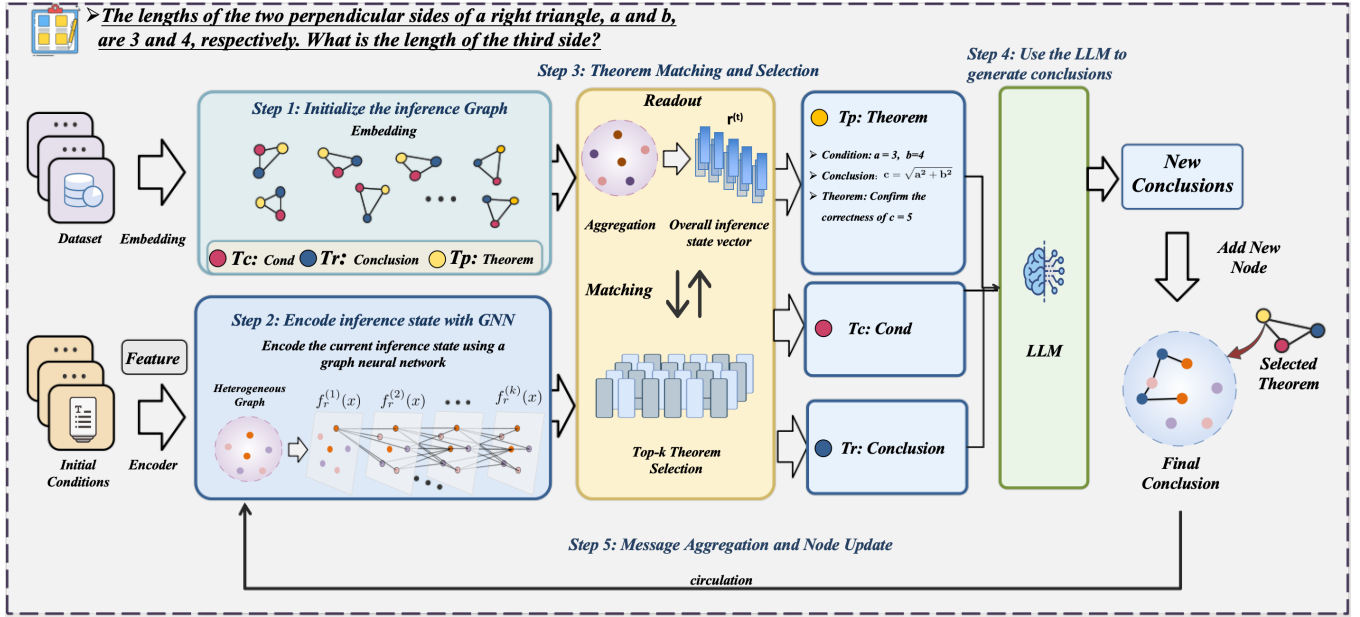 ➢The lengths of the two perpendicular sides of a right triangle, a and b,
are 3 and 4, respectively. What is the length of the third side?
Step 1: Initialize the inference Graph
Embedding
Dataset
Embedding
Tc: Cond
Tr: Conclusion
Tp: Theorem
Step 2: Encode inference state with GNN
Encode the current inference state using a
graph neural network
Heterogeneous
Graph
f_r^{(1)}(x)
f_r^{(2)}(x)
f_r^{(k)}(x)
Feature
Initial
Conditions
Encoder
Step 3: Theorem Matching and Selection
Readout
r^{(t)}
Aggregation
Overall inference
state vector
Matching
Top-k Theorem
Selection
Tp: Theorem
➢ Condition: a = 3, b=4
➢ Conclusion: c = √(a² + b²)
➢ Theorem: Confirm the
correctness of c = 5
Tc: Cond
Tr: Conclusion
Step 4: Use the LLM to
generate conclusions
LLM
New
Conclusions
Add New
Node
Selected
Theorem
Final
Conclusion
Step 5: Message Aggregation and Node Update
circulation